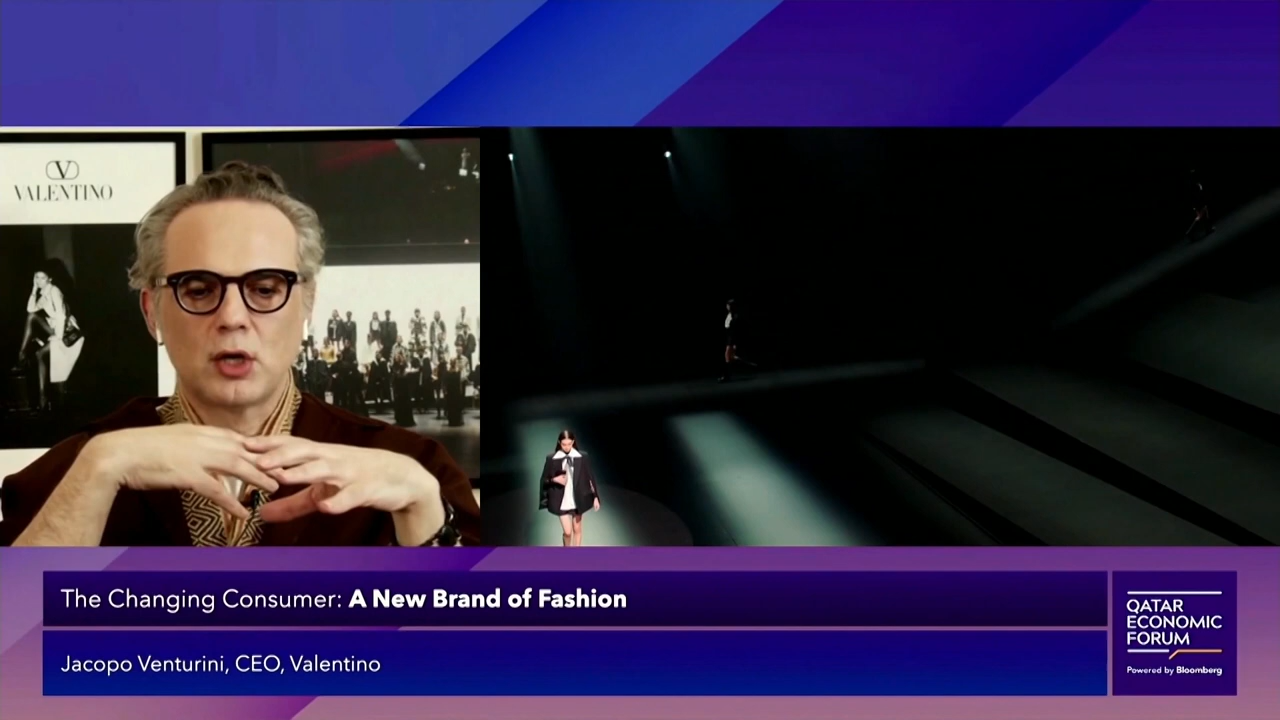 V
VALENTINO
The Changing Consumer: A New Brand of Fashion
Jacopo Venturini, CEO, Valentino
QATAR
ECONOMIC
FORUM
Powered by Bloomberg